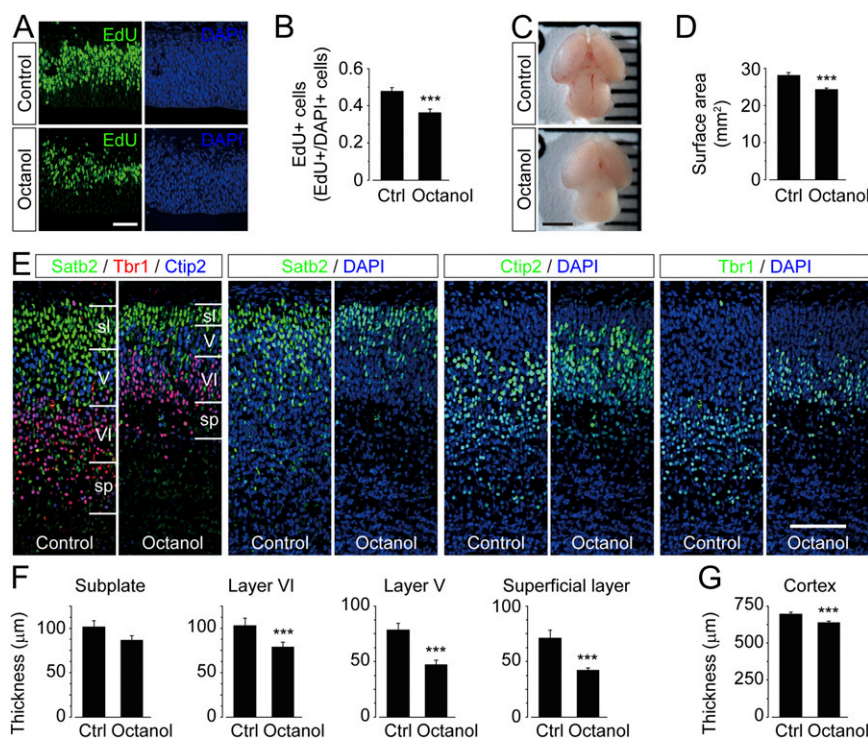 A
Control
EdU
DAPI
Octanol
EdU
DAPI
B
EdU+ cells
(EdU+/DAPI+ cells)
0.6
0.4
0.2
0
***
Ctrl Octanol
C
Control
Octanol
D
Surface area
(mm²)
30
20
10
0
***
Ctrl Octanol
E
Satb2 / Tbr1 / Ctip2
Satb2 / DAPI
Ctip2 / DAPI
Tbr1 / DAPI
sl
V
VI
sp
sl
V
VI
sp
Control
Octanol
Control
Octanol
Control
Octanol
Control
Octanol
F
Thickness (µm)
Subplate
100
50
0
Ctrl Octanol
Layer VI
100
50
0
***
Ctrl Octanol
Layer V
100
50
0
***
Ctrl Octanol
Superficial layer
100
50
0
***
Ctrl Octanol
G
Cortex
Thickness (µm)
750
500
250
0
***
Ctrl Octanol